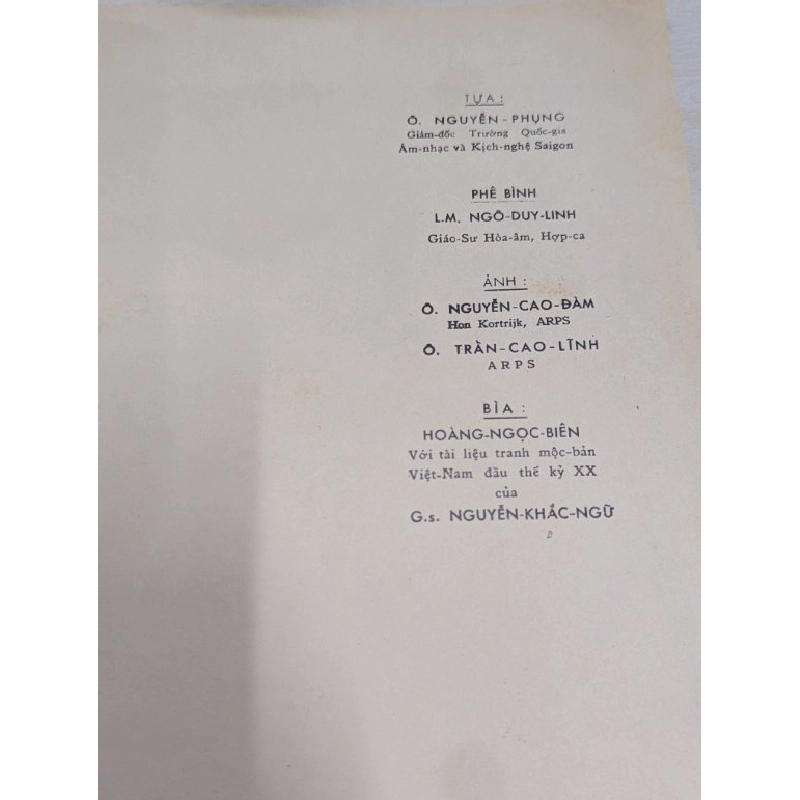 TỰA :
Ô. NGUYỄN - PHỤNG
Giám-đốc Trường Quốc-gia
Âm-nhạc và Kịch-nghệ Saigon
PHÊ BÌNH
L.M. NGÔ-DUY-LINH
Giáo-Sư Hòa-âm, Hợp-ca
ẢNH :
Ô. NGUYỄN-CAO-ĐÀM
Hon Kortrijk, ARPS
Ô. TRẦN-CAO-LĨNH
ARPS
BÌA :
HOÀNG-NGỌC-BIÊN
Với tài liệu tranh mộc-bản
Việt-Nam đầu thế kỷ XX
của
G.s. NGUYỄN-KHẮC-NGỮ